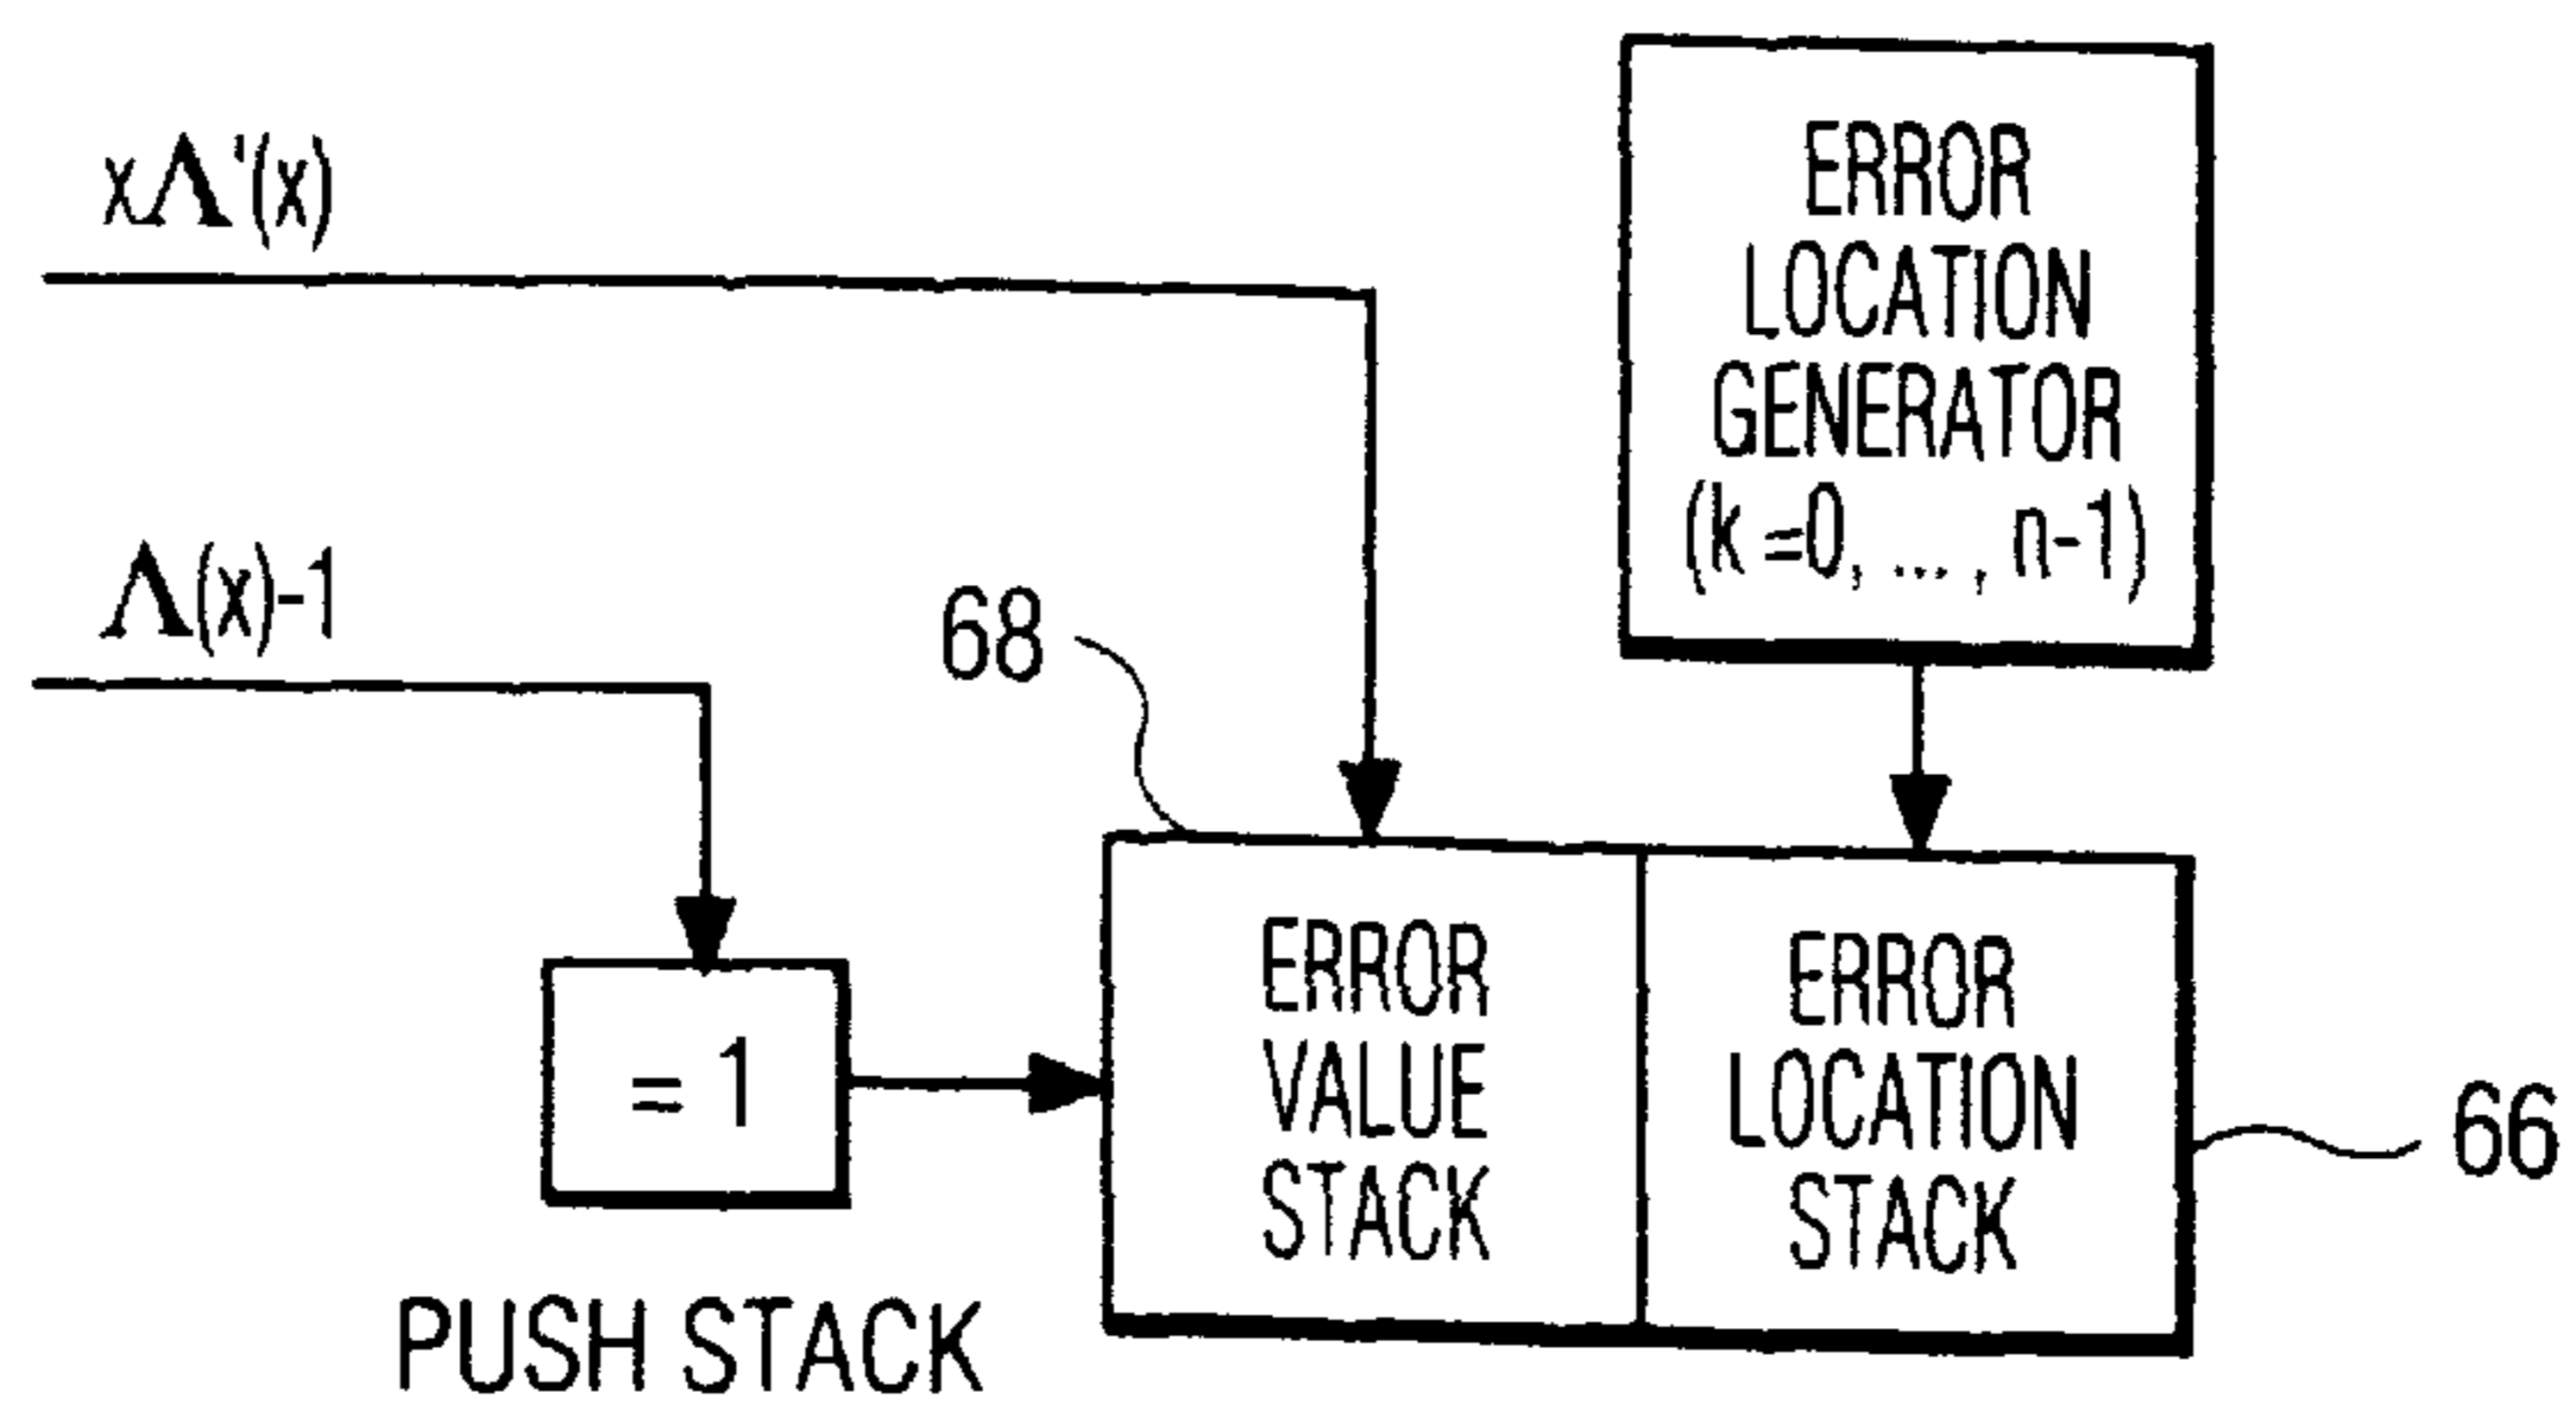 xΛ'(x)
Λ(x)-1
ERROR
LOCATION
GENERATOR
(k =0, ... , n-1)
68
= 1
PUSH STACK
ERROR
VALUE
STACK
ERROR
LOCATION
STACK
66